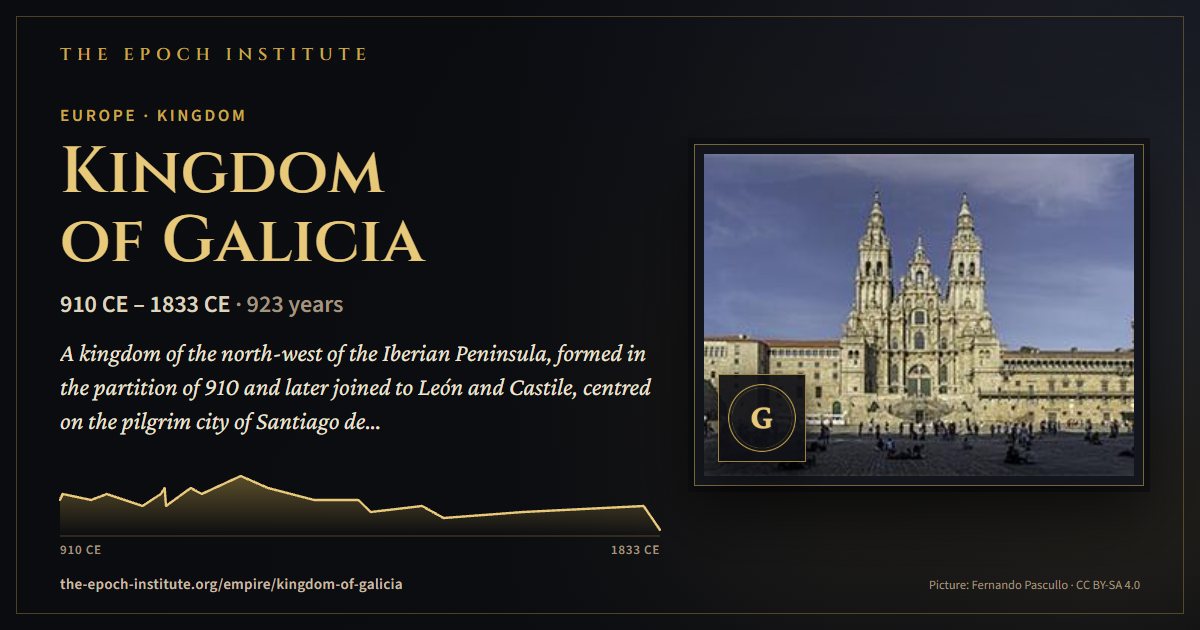 THE EPOCH INSTITUTE
EUROPE · KINGDOM
KINGDOM
OF GALICIA
910 CE – 1833 CE · 923 years
A kingdom of the north-west of the Iberian Peninsula, formed in
the partition of 910 and later joined to León and Castile, centred
on the pilgrim city of Santiago de...
G
910 CE
1833 CE
the-epoch-institute.org/empire/kingdom-of-galicia
Picture: Fernando Pascullo · CC BY-SA 4.0